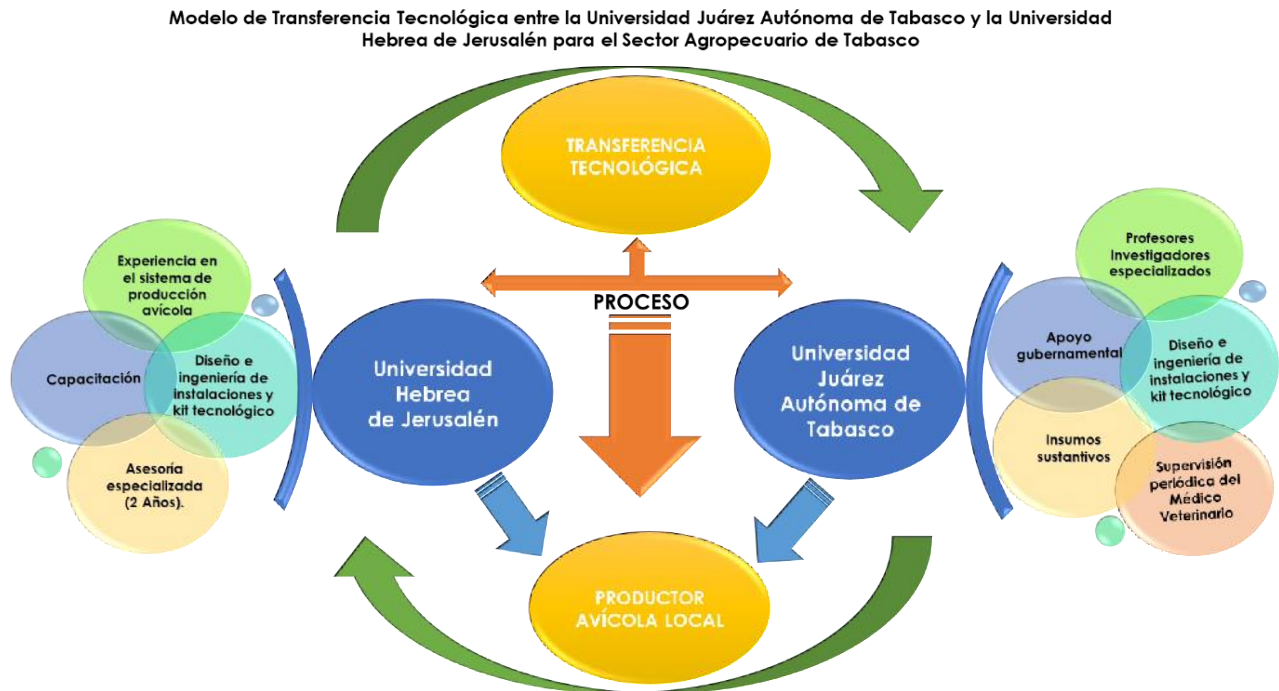 Modelo de Transferencia Tecnológica entre la Universidad Juárez Autónoma de Tabasco y la Universidad
Hebrea de Jerusalén para el Sector Agropecuario de Tabasco
TRANSFERENCIA
TECNOLÓGICA
Experiencia en
el sistema de
producción
avícola
Capacitación
Diseño e
ingeniería de
instalaciones y
kit tecnológico
Asesoría
especializada
(2 Años).
Universidad
Hebrea
de Jerusalén
PROCESO
Universidad
Juárez
Autónoma de
Tabasco
Profesores
Investigadores
especializados
Apoyo
gubernamental
Diseño e
ingeniería de
instalaciones y
kit tecnológico
Insumos
sustantivos
Supervisión
periódica del
Médico
Veterinario
PRODUCTOR
AVÍCOLA LOCAL